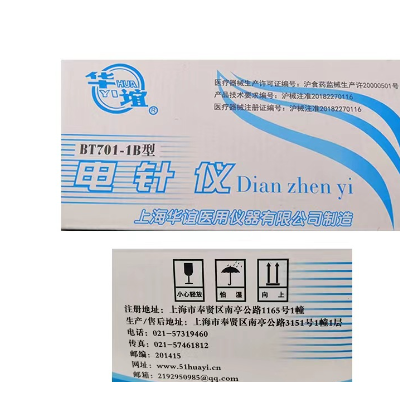 华谊
HUA
YI
®
医疗器械生产许可证编号：沪食药监械生产许20000501号
产品技术要求编号：沪械注准20182270116
医疗器械注册证编号：沪械注准20182270116
BT701-1B型
电针仪Dian zhen yi
上海华谊医用仪器有限公司制造
小心轻放 怕湿 向上
注册地址：上海市奉贤区南亭公路1165号1幢
生产/售后地址：上海市奉贤区南亭公路3151号1幢1层
电话：021-57319460
传真：021-57461812
邮编：201415
网址：www.51huayi.cn
邮箱：2192950985@qq.com